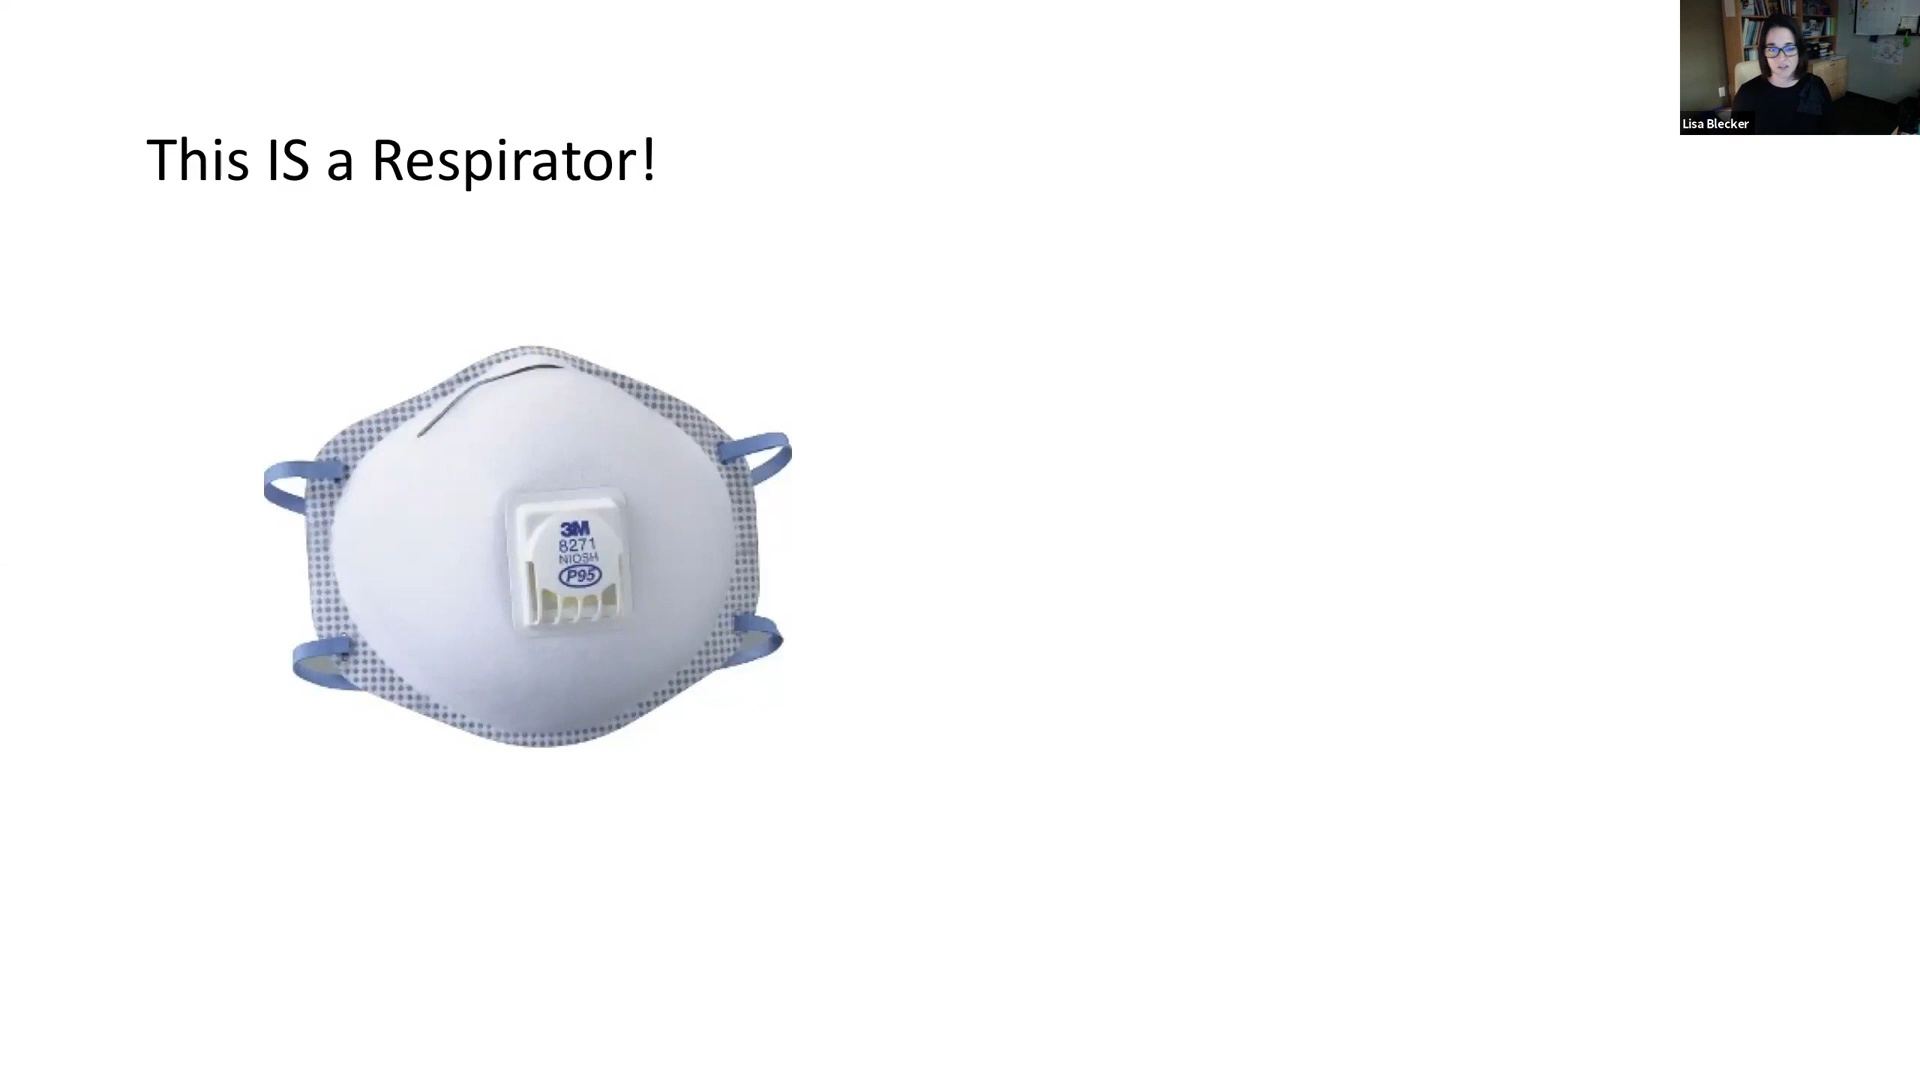 This IS a Respirator!
Lisa Blecker
3M
8271
NIOSH
P95